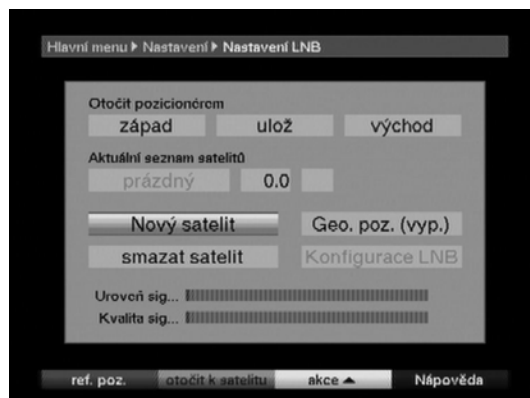 Hlavní menu ▶ Nastavení ▶ Nastavení LNB
Otočit pozicionérem
západ ulož východ
Aktuální seznam satelitů
prázdný 0.0
Nový satelit Geo. poz. (vyp.)
smazat satelit Konfigurace LNB
Uroveň sig...
Kvalita sig...
ref. poz. otočit k satelitu akce ▲ Nápověda